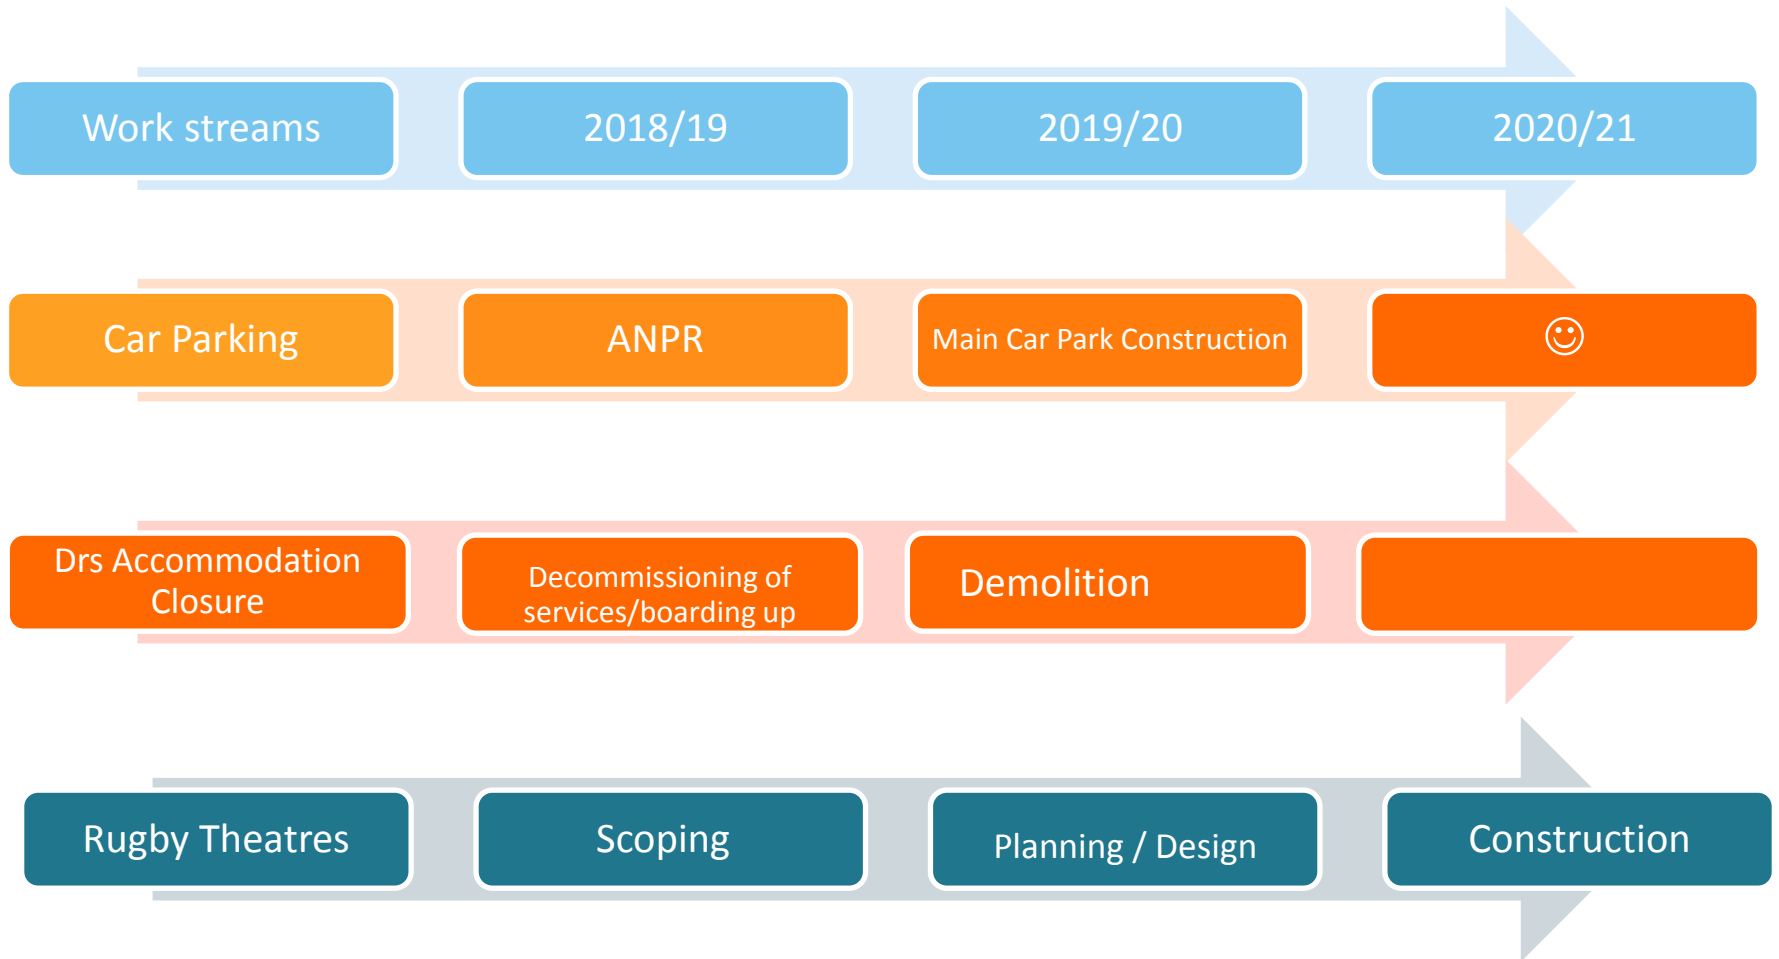 Work streams
2018/19
2019/20
2020/21
Car Parking
ANPR
Main Car Park Construction
☺
Drs Accommodation
Closure
Decommissioning of
services/boarding up
Demolition
Rugby Theatres
Scoping
Planning / Design
Construction